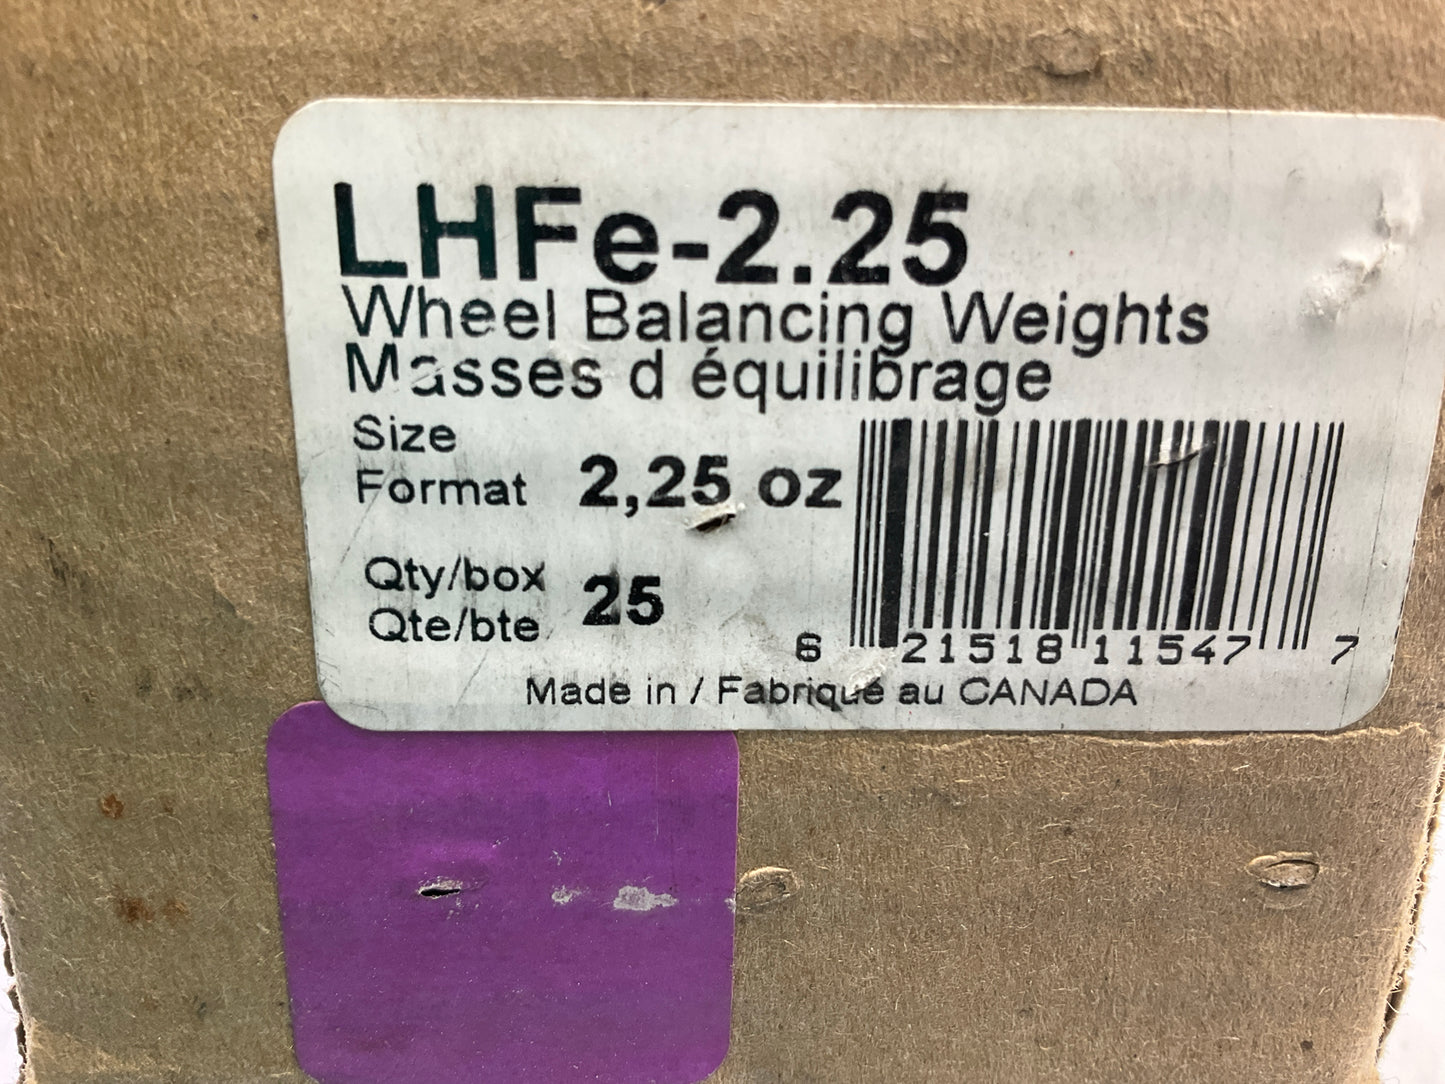 LHFe-2.25
Wheel Balancing Weights
Masses d équilibrage
Size
Format 2,25 oz
Qty/box
Qte/bte 25
6 21518 11547 7
Made in / Fabriqué au CANADA